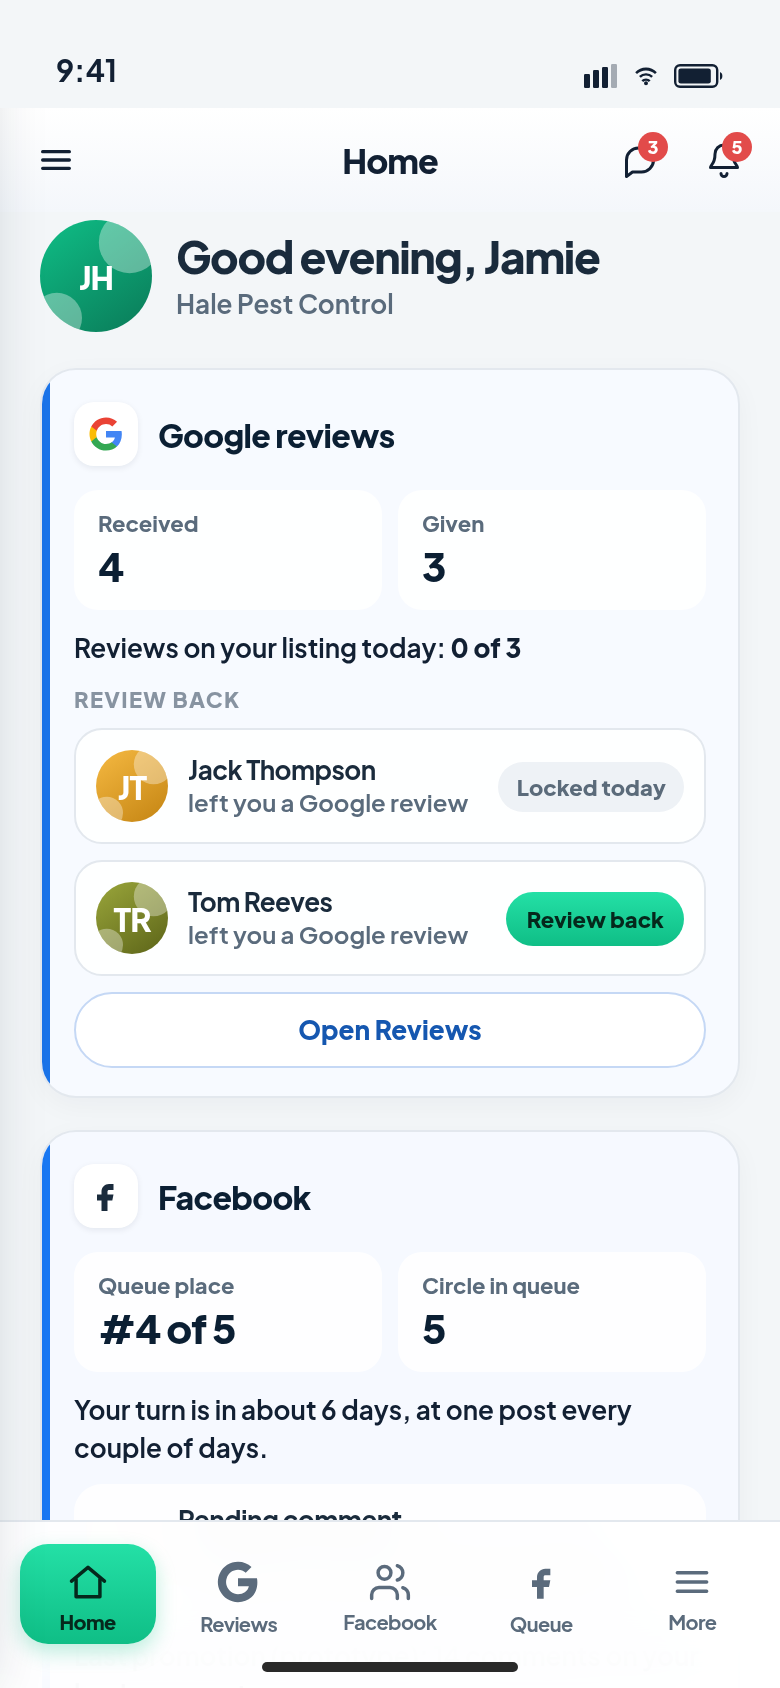 9:41
Home
3
5
JH
Good evening, Jamie
Hale Pest Control
Google reviews
Received
4
Given
3
Reviews on your listing today: 0 of 3
REVIEW BACK
JT
Jack Thompson
left you a Google review
Locked today
TR
Tom Reeves
left you a Google review
Review back
Open Reviews
Facebook
Queue place
#4 of 5
Circle in queue
5
Your turn is in about 6 days, at one post every
couple of days.
Pending comment
Home
Reviews
Facebook
Queue
More